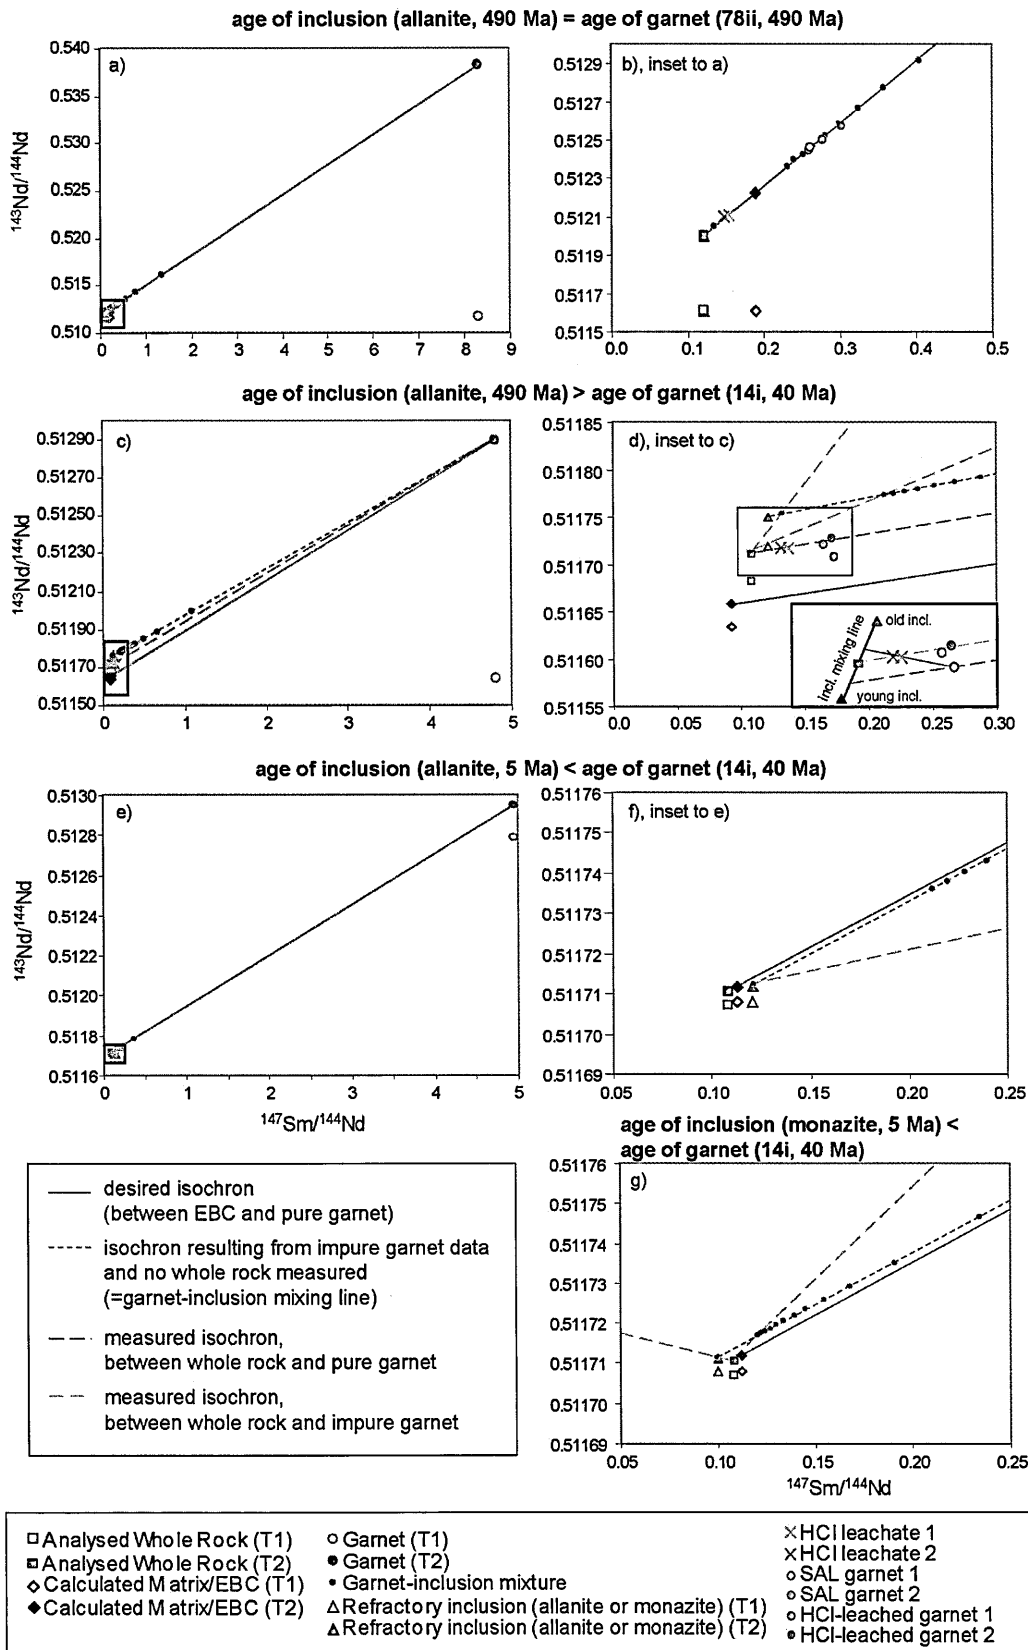 age of inclusion (allanite, 490 Ma) = age of garnet (78ii, 490 Ma)
a)
0.540
0.535
0.530
0.525
0.520
0.515
0.510
143Nd/144Nd
0 1 2 3 4 5 6 7 8 9
b), inset to a)
0.5129
0.5127
0.5125
0.5123
0.5121
0.5119
0.5117
0.5115
0.0 0.1 0.2 0.3 0.4 0.5
age of inclusion (allanite, 490 Ma) > age of garnet (14i, 40 Ma)
c)
0.51290
0.51270
0.51250
0.51230
0.51210
0.51190
0.51170
0.51150
143Nd/144Nd
0 1 2 3 4 5
d), inset to c)
0.51185
0.51180
0.51175
0.51170
0.51165
0.51160
0.51155
0.0 0.05 0.10 0.15 0.20 0.25 0.30
incl. mixing line
old incl.
young incl.
age of inclusion (allanite, 5 Ma) < age of garnet (14i, 40 Ma)
e)
0.5130
0.5128
0.5126
0.5124
0.5122
0.5120
0.5118
0.5116
143Nd/144Nd
0 1 2 3 4 5
147Sm/144Nd
f), inset to e)
0.51176
0.51175
0.51174
0.51173
0.51172
0.51171
0.51170
0.51169
0.05 0.10 0.15 0.20 0.25
age of inclusion (monazite, 5 Ma) <
age of garnet (14i, 40 Ma)
g)
0.51176
0.51175
0.51174
0.51173
0.51172
0.51171
0.51170
0.51169
0.05 0.10 0.15 0.20 0.25
147Sm/144Nd
desired isochron
(between EBC and pure garnet)
isochron resulting from impure garnet data
and no whole rock measured
(=garnet-inclusion mixing line)
measured isochron,
between whole rock and pure garnet
measured isochron,
between whole rock and impure garnet
Analysed Whole Rock (T1)
Analysed Whole Rock (T2)
Calculated Matrix/EBC (T1)
Calculated Matrix/EBC (T2)
Garnet (T1)
Garnet (T2)
Garnet-inclusion mixture
Refractory inclusion (allanite or monazite) (T1)
Refractory inclusion (allanite or monazite) (T2)
HCl leachate 1
HCl leachate 2
SAL garnet 1
SAL garnet 2
HCl-leached garnet 1
HCl-leached garnet 2